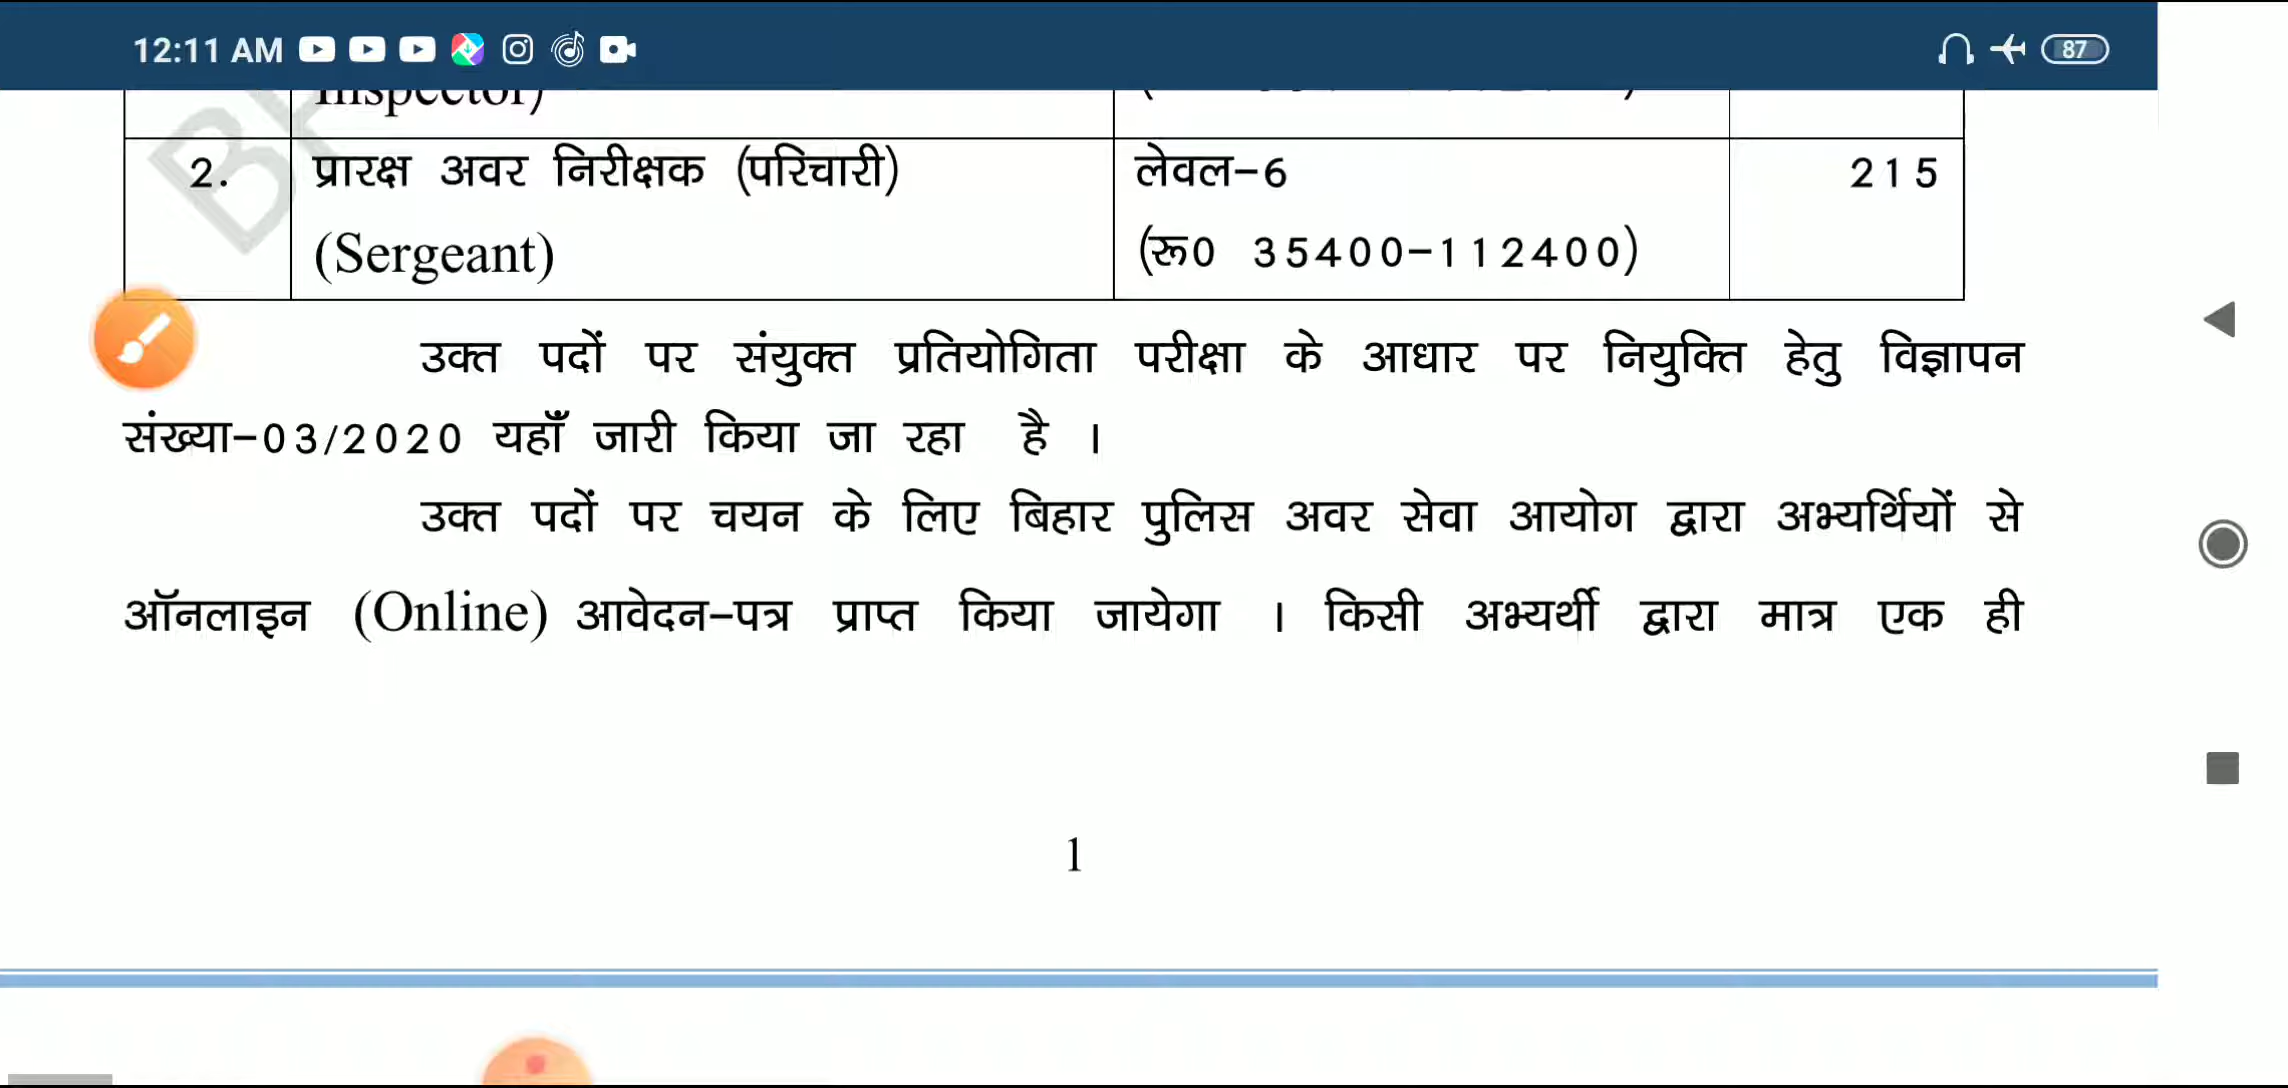 12:11 AM
87
Inspector)
2. प्रारक्ष अवर निरीक्षक (परिचारी) लेवल-6 215
(Sergeant) (रू0 35400-112400)
उक्त पदों पर संयुक्त प्रतियोगिता परीक्षा के आधार पर नियुक्ति हेतु विज्ञापन
संख्या-03/2020 यहाँ जारी किया जा रहा है ।
उक्त पदों पर चयन के लिए बिहार पुलिस अवर सेवा आयोग द्वारा अभ्यर्थियों से
ऑनलाइन (Online) आवेदन-पत्र प्राप्त किया जायेगा । किसी अभ्यर्थी द्वारा मात्र एक ही
1